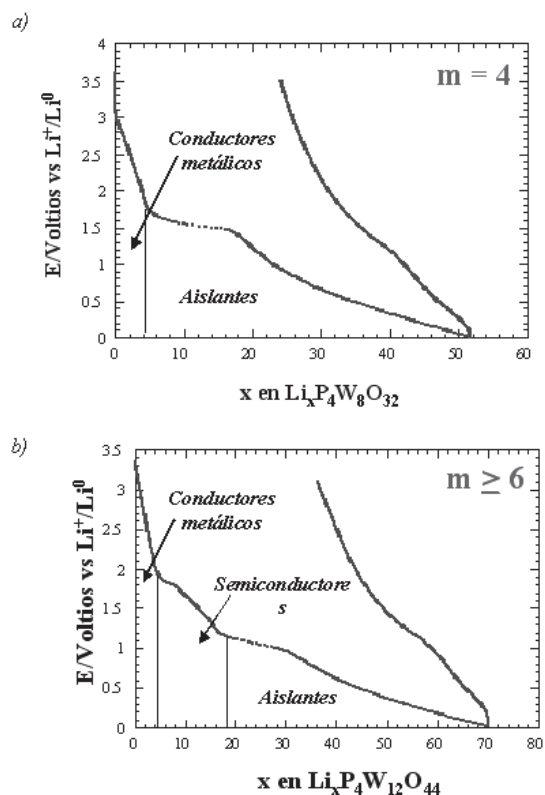 a)
4
3.5
3
2.5
2
1.5
1
0.5
0
E/Voltios vs Li⁺/Li⁰
m = 4
Conductores
metálicos
Aislantes
0 10 20 30 40 50 60
x en LiₓP₄W₈O₃₂
b)
3.5
3
2.5
2
1.5
1
0.5
0
E/Voltios vs Li⁺/Li⁰
m ≥ 6
Conductores
metálicos
Semiconductore
s
Aislantes
0 10 20 30 40 50 60 70 80
x en LiₓP₄W₁₂O₄₄